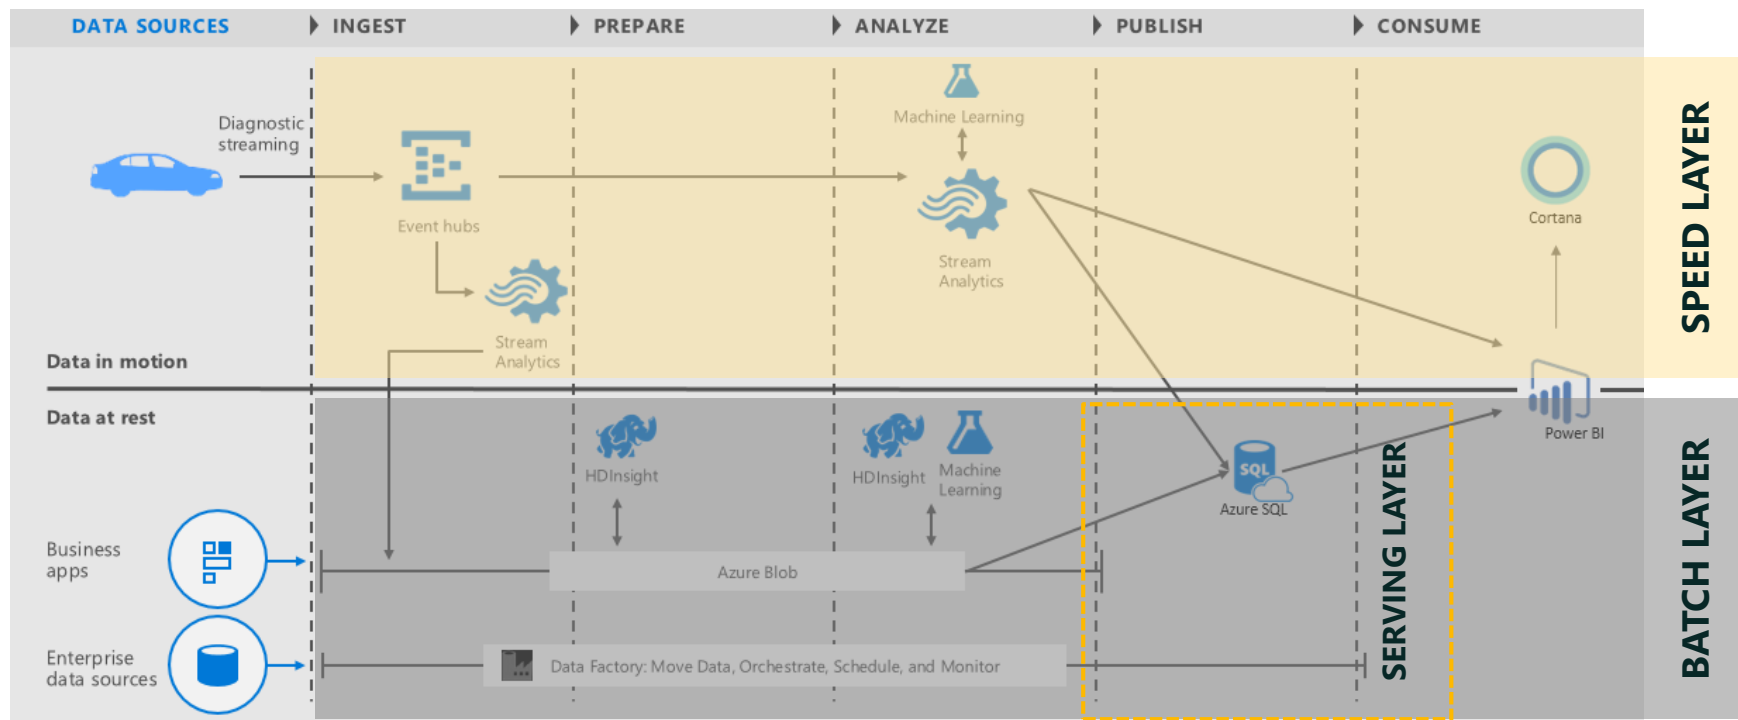 DATA SOURCES
INGEST
PREPARE
ANALYZE
PUBLISH
CONSUME
Diagnostic
streaming
Event hubs
Stream
Analytics
Machine Learning
Stream
Analytics
Cortana
SPEED LAYER
Data in motion
Data at rest
Power BI
HDInsight
HDInsight
Machine
Learning
SQL
Azure SQL
Business
apps
Azure Blob
Enterprise
data sources
Data Factory: Move Data, Orchestrate, Schedule, and Monitor
SERVING LAYER
BATCH LAYER